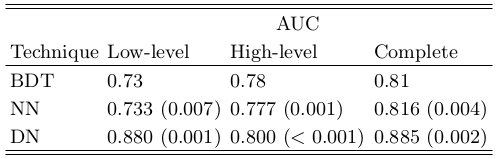 AUC
Technique Low-level High-level Complete
BDT 0.73 0.78 0.81
NN 0.733 (0.007) 0.777 (0.001) 0.816 (0.004)
DN 0.880 (0.001) 0.800 (< 0.001) 0.885 (0.002)